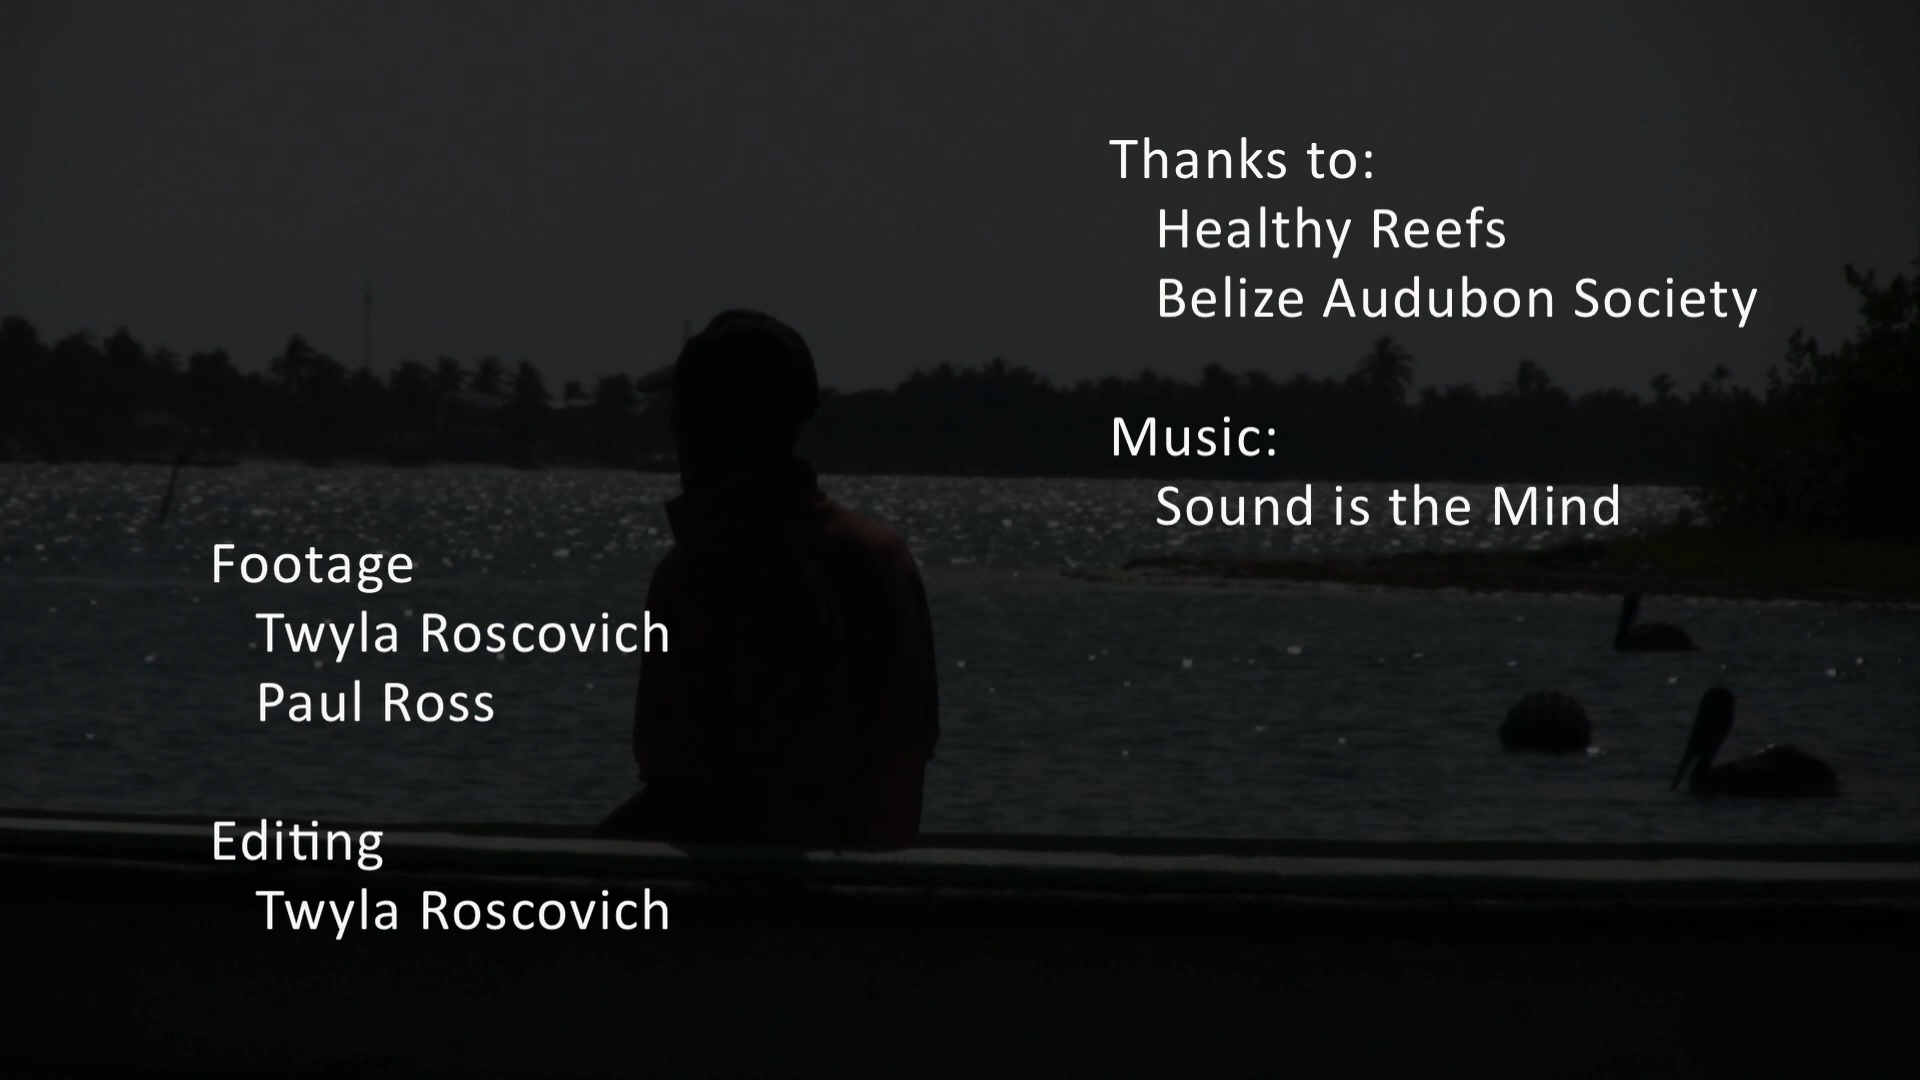 Thanks to:
Healthy Reefs
Belize Audubon Society
Music:
Sound is the Mind
Footage
Twyla Roscovich
Paul Ross
Editing
Twyla Roscovich